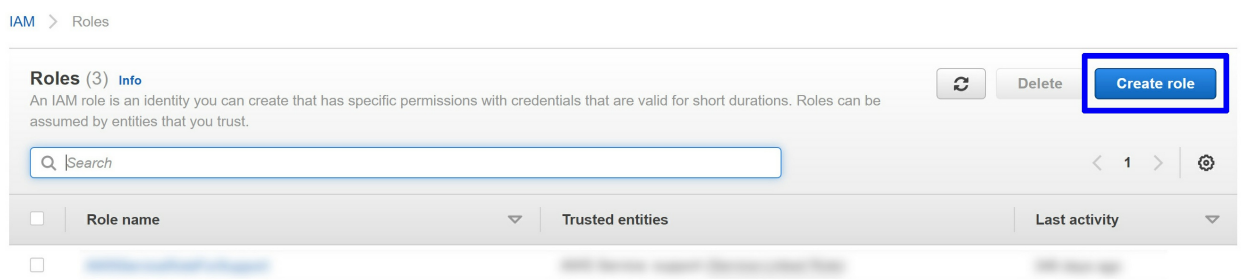 IAM > Roles
Roles (3) Info
Delete
Create role
An IAM role is an identity you can create that has specific permissions with credentials that are valid for short durations. Roles can be
assumed by entities that you trust.
Search
< 1 >
Role name
Trusted entities
Last activity